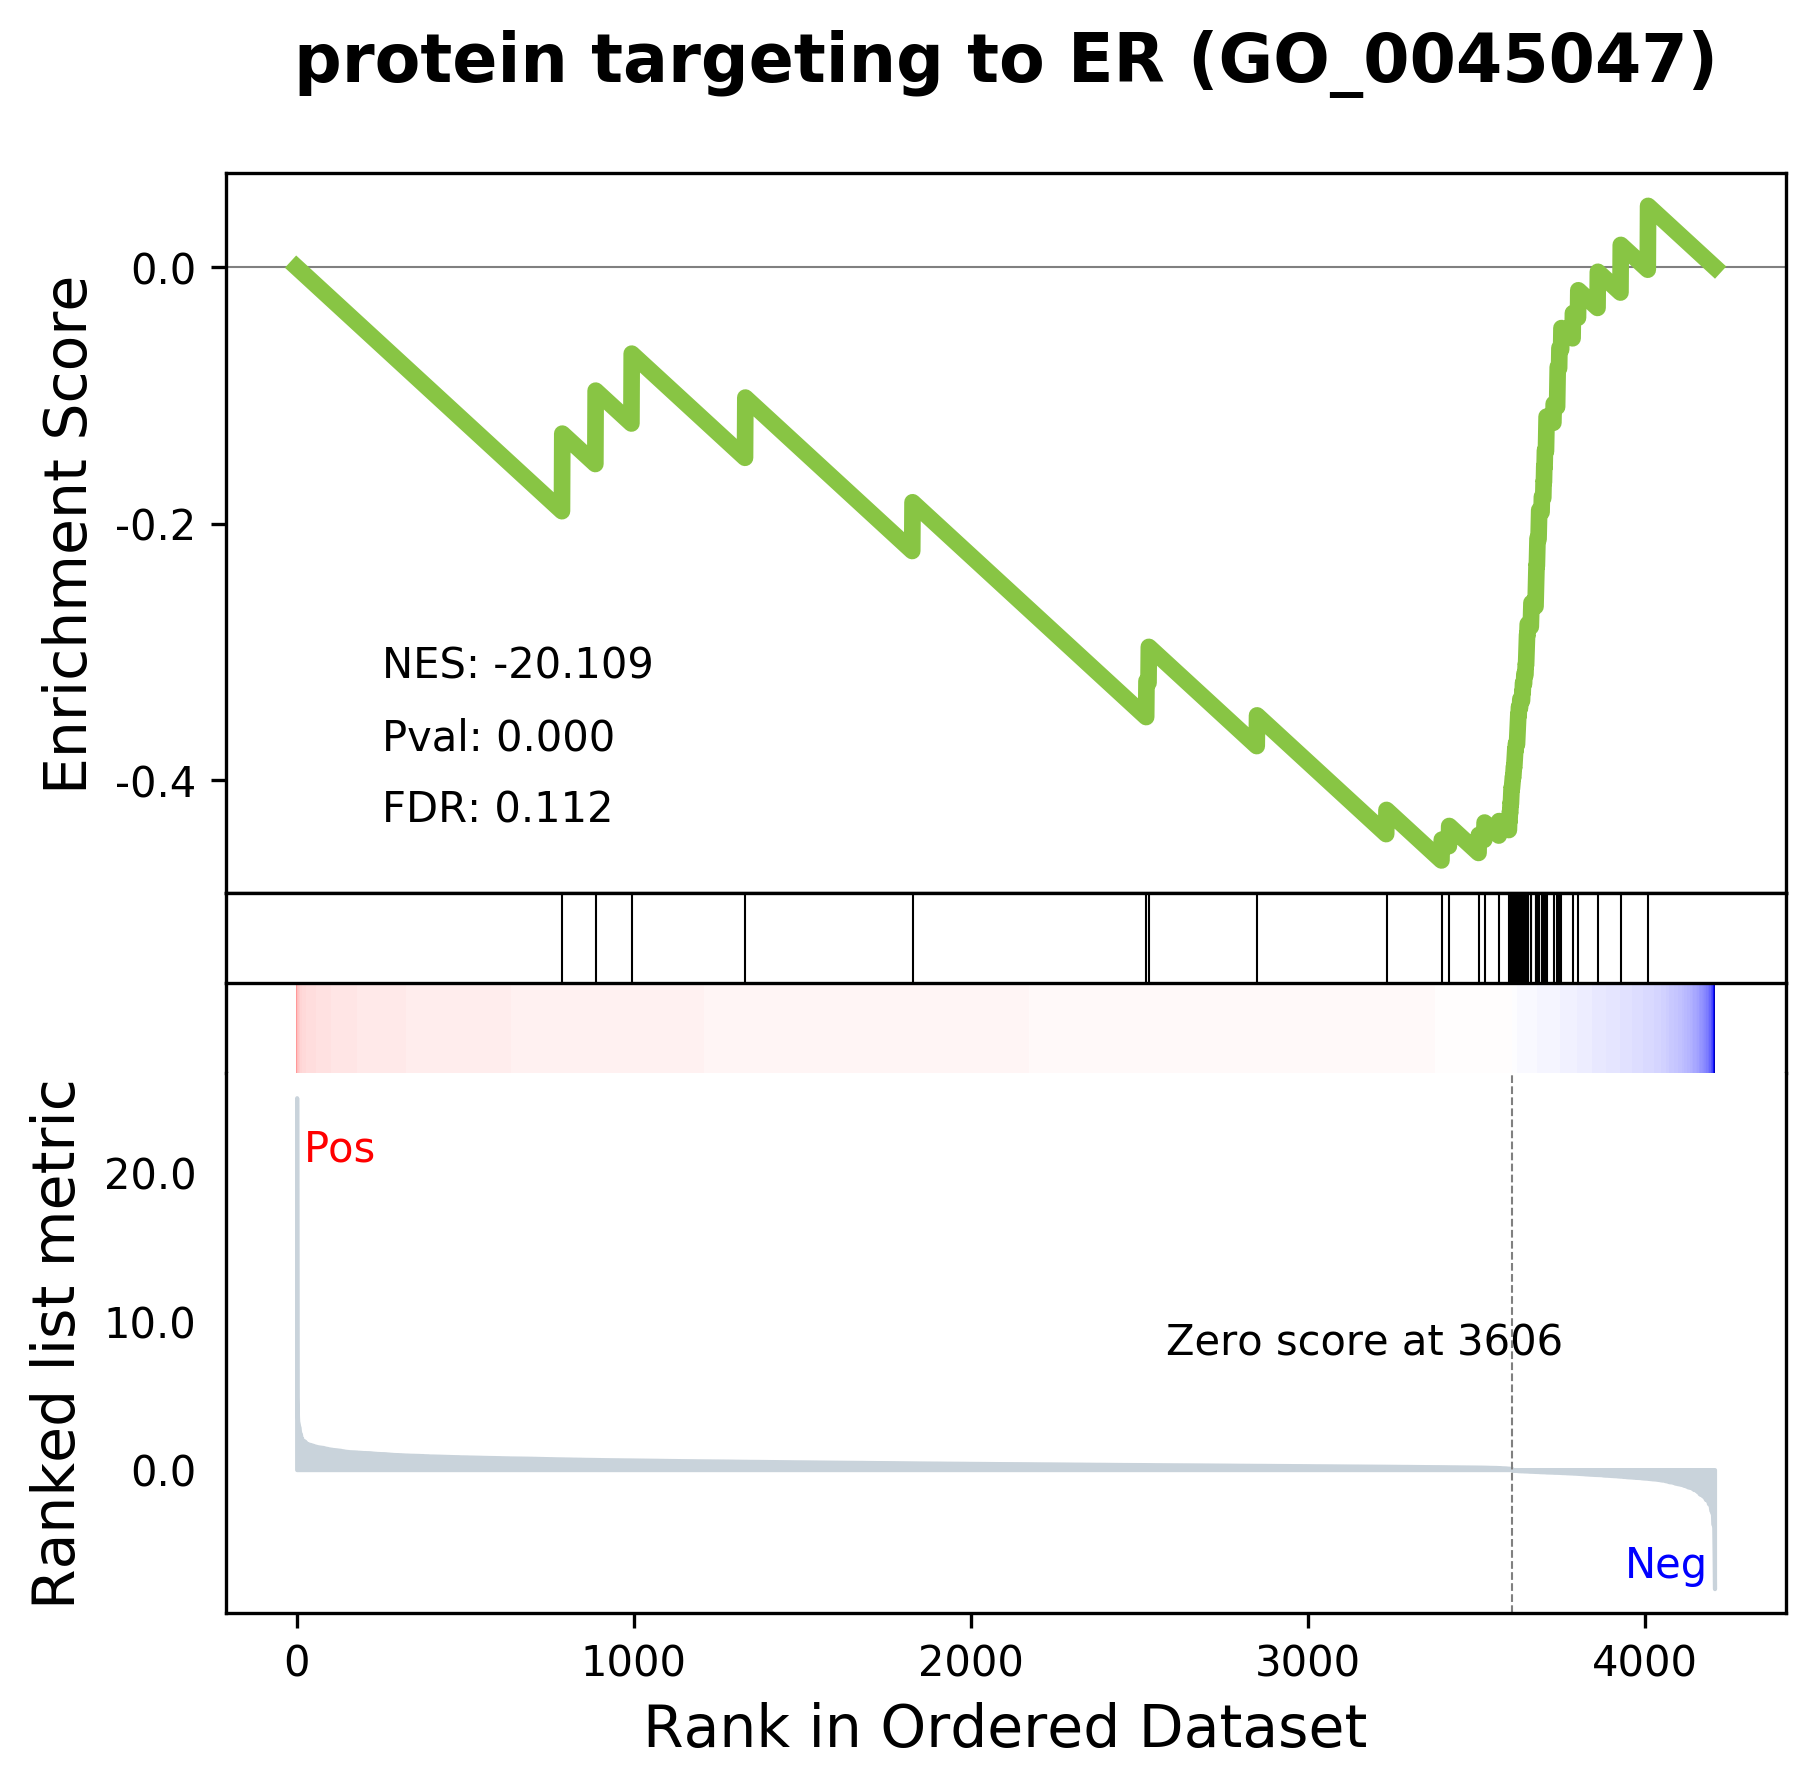 protein targeting to ER (GO_0045047)
Enrichment Score
0.0
-0.2
-0.4
NES: -20.109
Pval: 0.000
FDR: 0.112
Ranked list metric
20.0
10.0
0.0
Pos
Zero score at 3606
Neg
0 1000 2000 3000 4000
Rank in Ordered Dataset